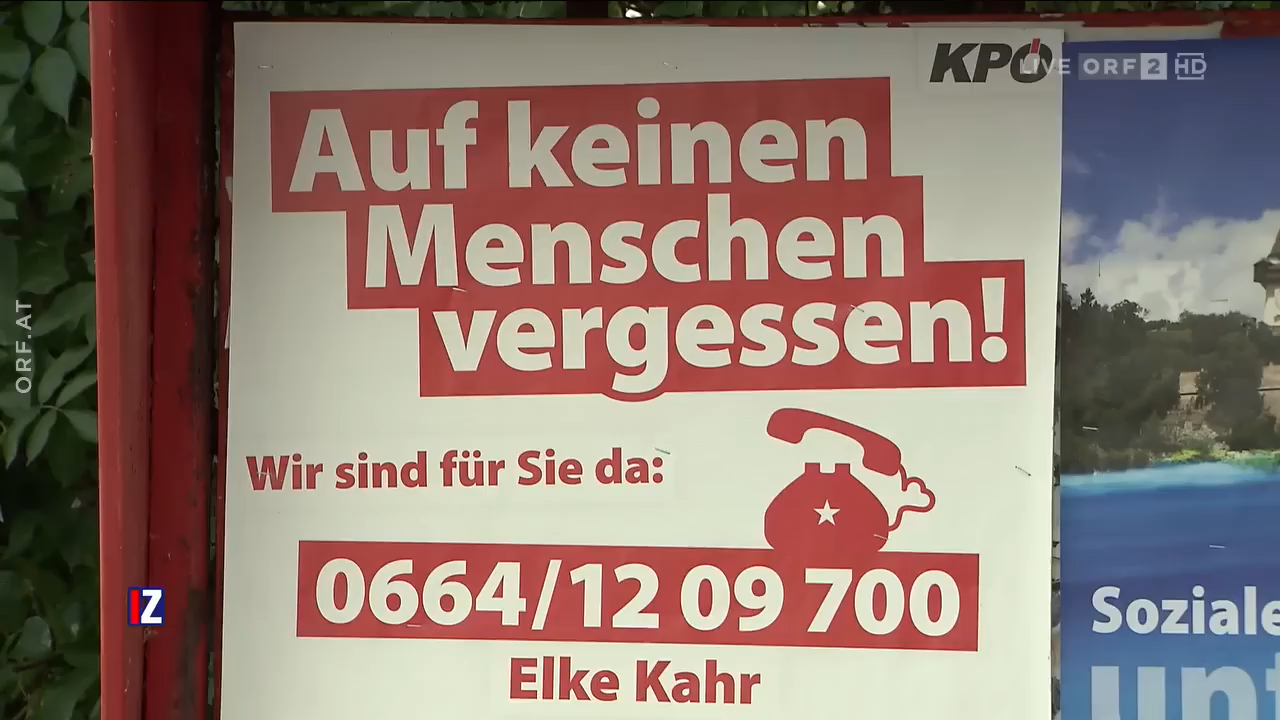 KPÖ
LIVE ORF 2 HD
Auf keinen
Menschen
vergessen!
ORF.AT
Wir sind für Sie da:
0664/12 09 700
Elke Kahr
Z
Soziale
unt